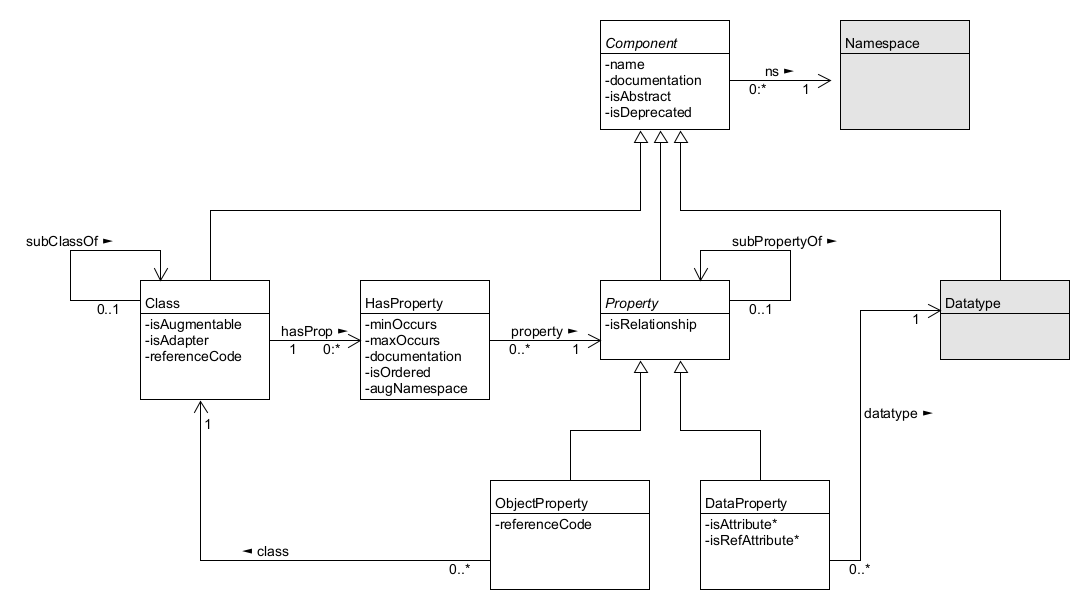 Component
-name
-documentation
-isAbstract
-isDeprecated
ns ►
0:*
1
Namespace
subClassOf ►
0..1
Class
-isAugmentable
-isAdapter
-referenceCode
hasProp ►
1
0:*
HasProperty
-minOccurs
-maxOccurs
-documentation
-isOrdered
-augNamespace
property ►
0..*
1
subPropertyOf ►
0..1
Property
-isRelationship
Datatype
1
datatype ►
1
ObjectProperty
-referenceCode
DataProperty
-isAttribute*
-isRefAttribute*
◄ class
0..*
0..*